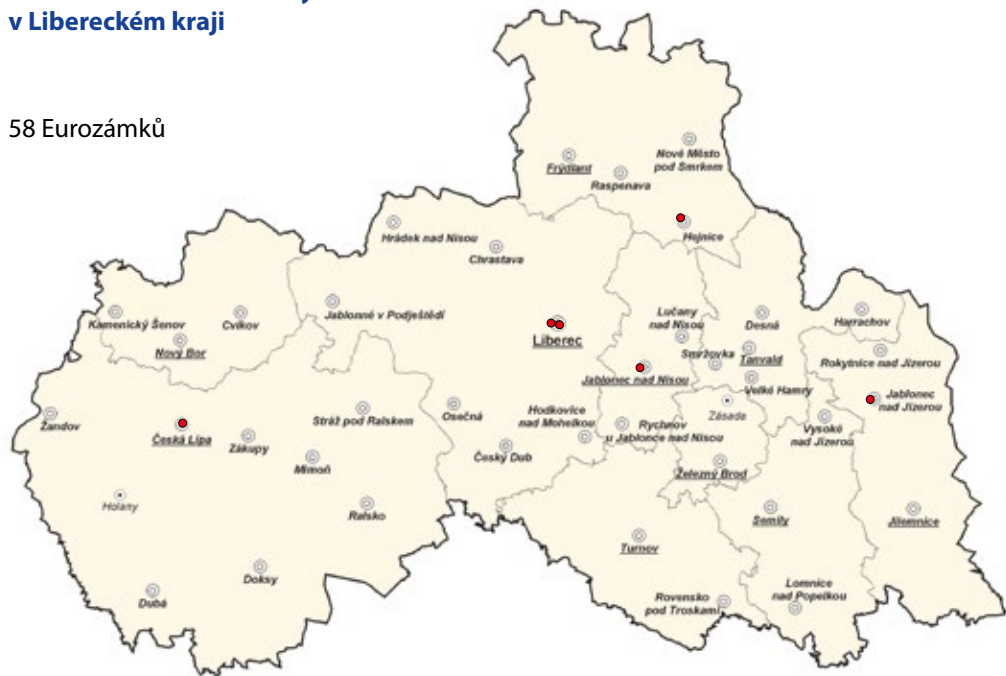 v Libereckém kraji
58 Eurozámků
Frýdlant
Nové Město
pod Smrkem
Raspenava
Hejnice
Hrádek nad Nisou
Chrastava
Kamenický Šenov
Cvikov
Jablonné v Podještědí
Nový Bor
Liberec
Lučany
nad Nisou
Desná
Harrachov
Smržovka
Tanvald
Rokytnice nad Jizerou
Jablonec nad Nisou
Velké Hamry
Jablonec
nad Jizerou
Žandov
Česká Lípa
Zákupy
Stráž pod Ralskem
Osečná
Hodkovice
nad Mohelkou
Rychnov
u Jablonce nad Nisou
Zásada
Vysoké
nad Jizerou
Český Dub
Mimoň
Železný Brod
Holany
Ralsko
Semily
Jilemnice
Turnov
Doksy
Dubá
Rovensko
pod Troskami
Lomnice
nad Popelkou